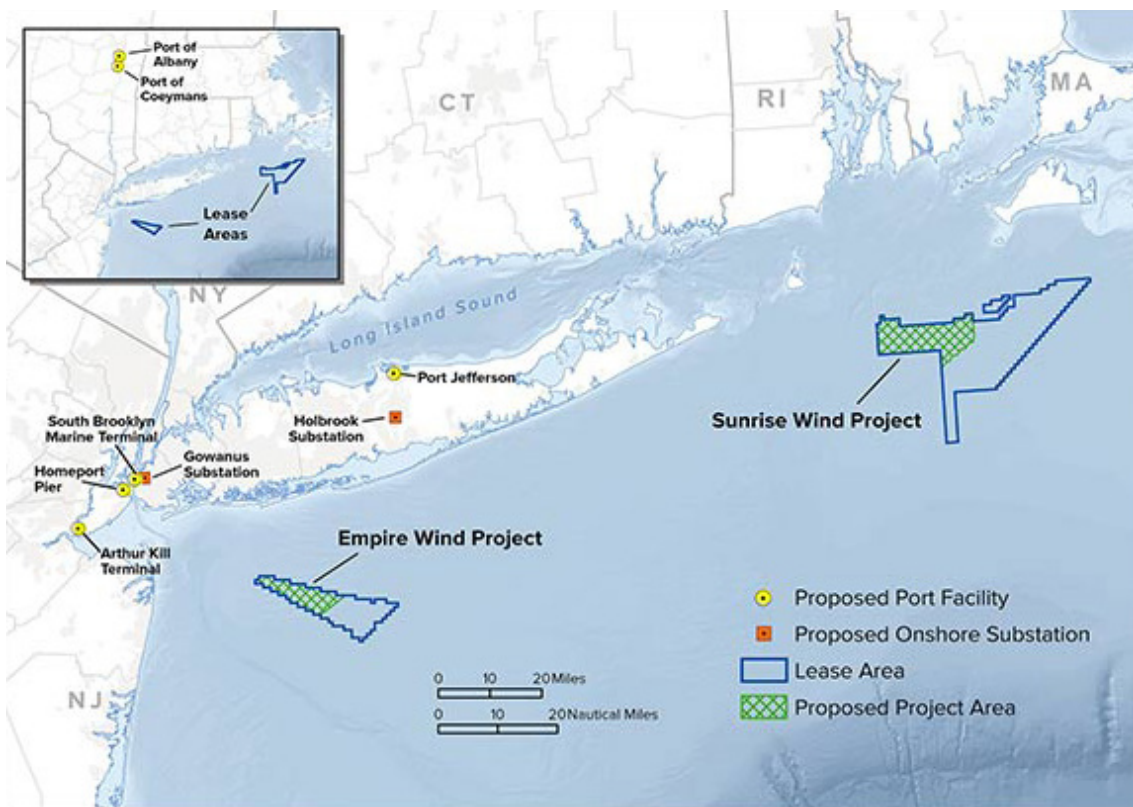 Port of
Albany
Port of
Coeymans
Lease
Areas
CT
RI
MA
NY
Long Island Sound
Port Jefferson
Holbrook
Substation
Sunrise Wind Project
South Brooklyn
Marine Terminal
Gowanus
Substation
Homeport
Pier
Arthur Kill
Terminal
Empire Wind Project
NJ
0 10 20 Miles
0 10 20 Nautical Miles
Proposed Port Facility
Proposed Onshore Substation
Lease Area
Proposed Project Area